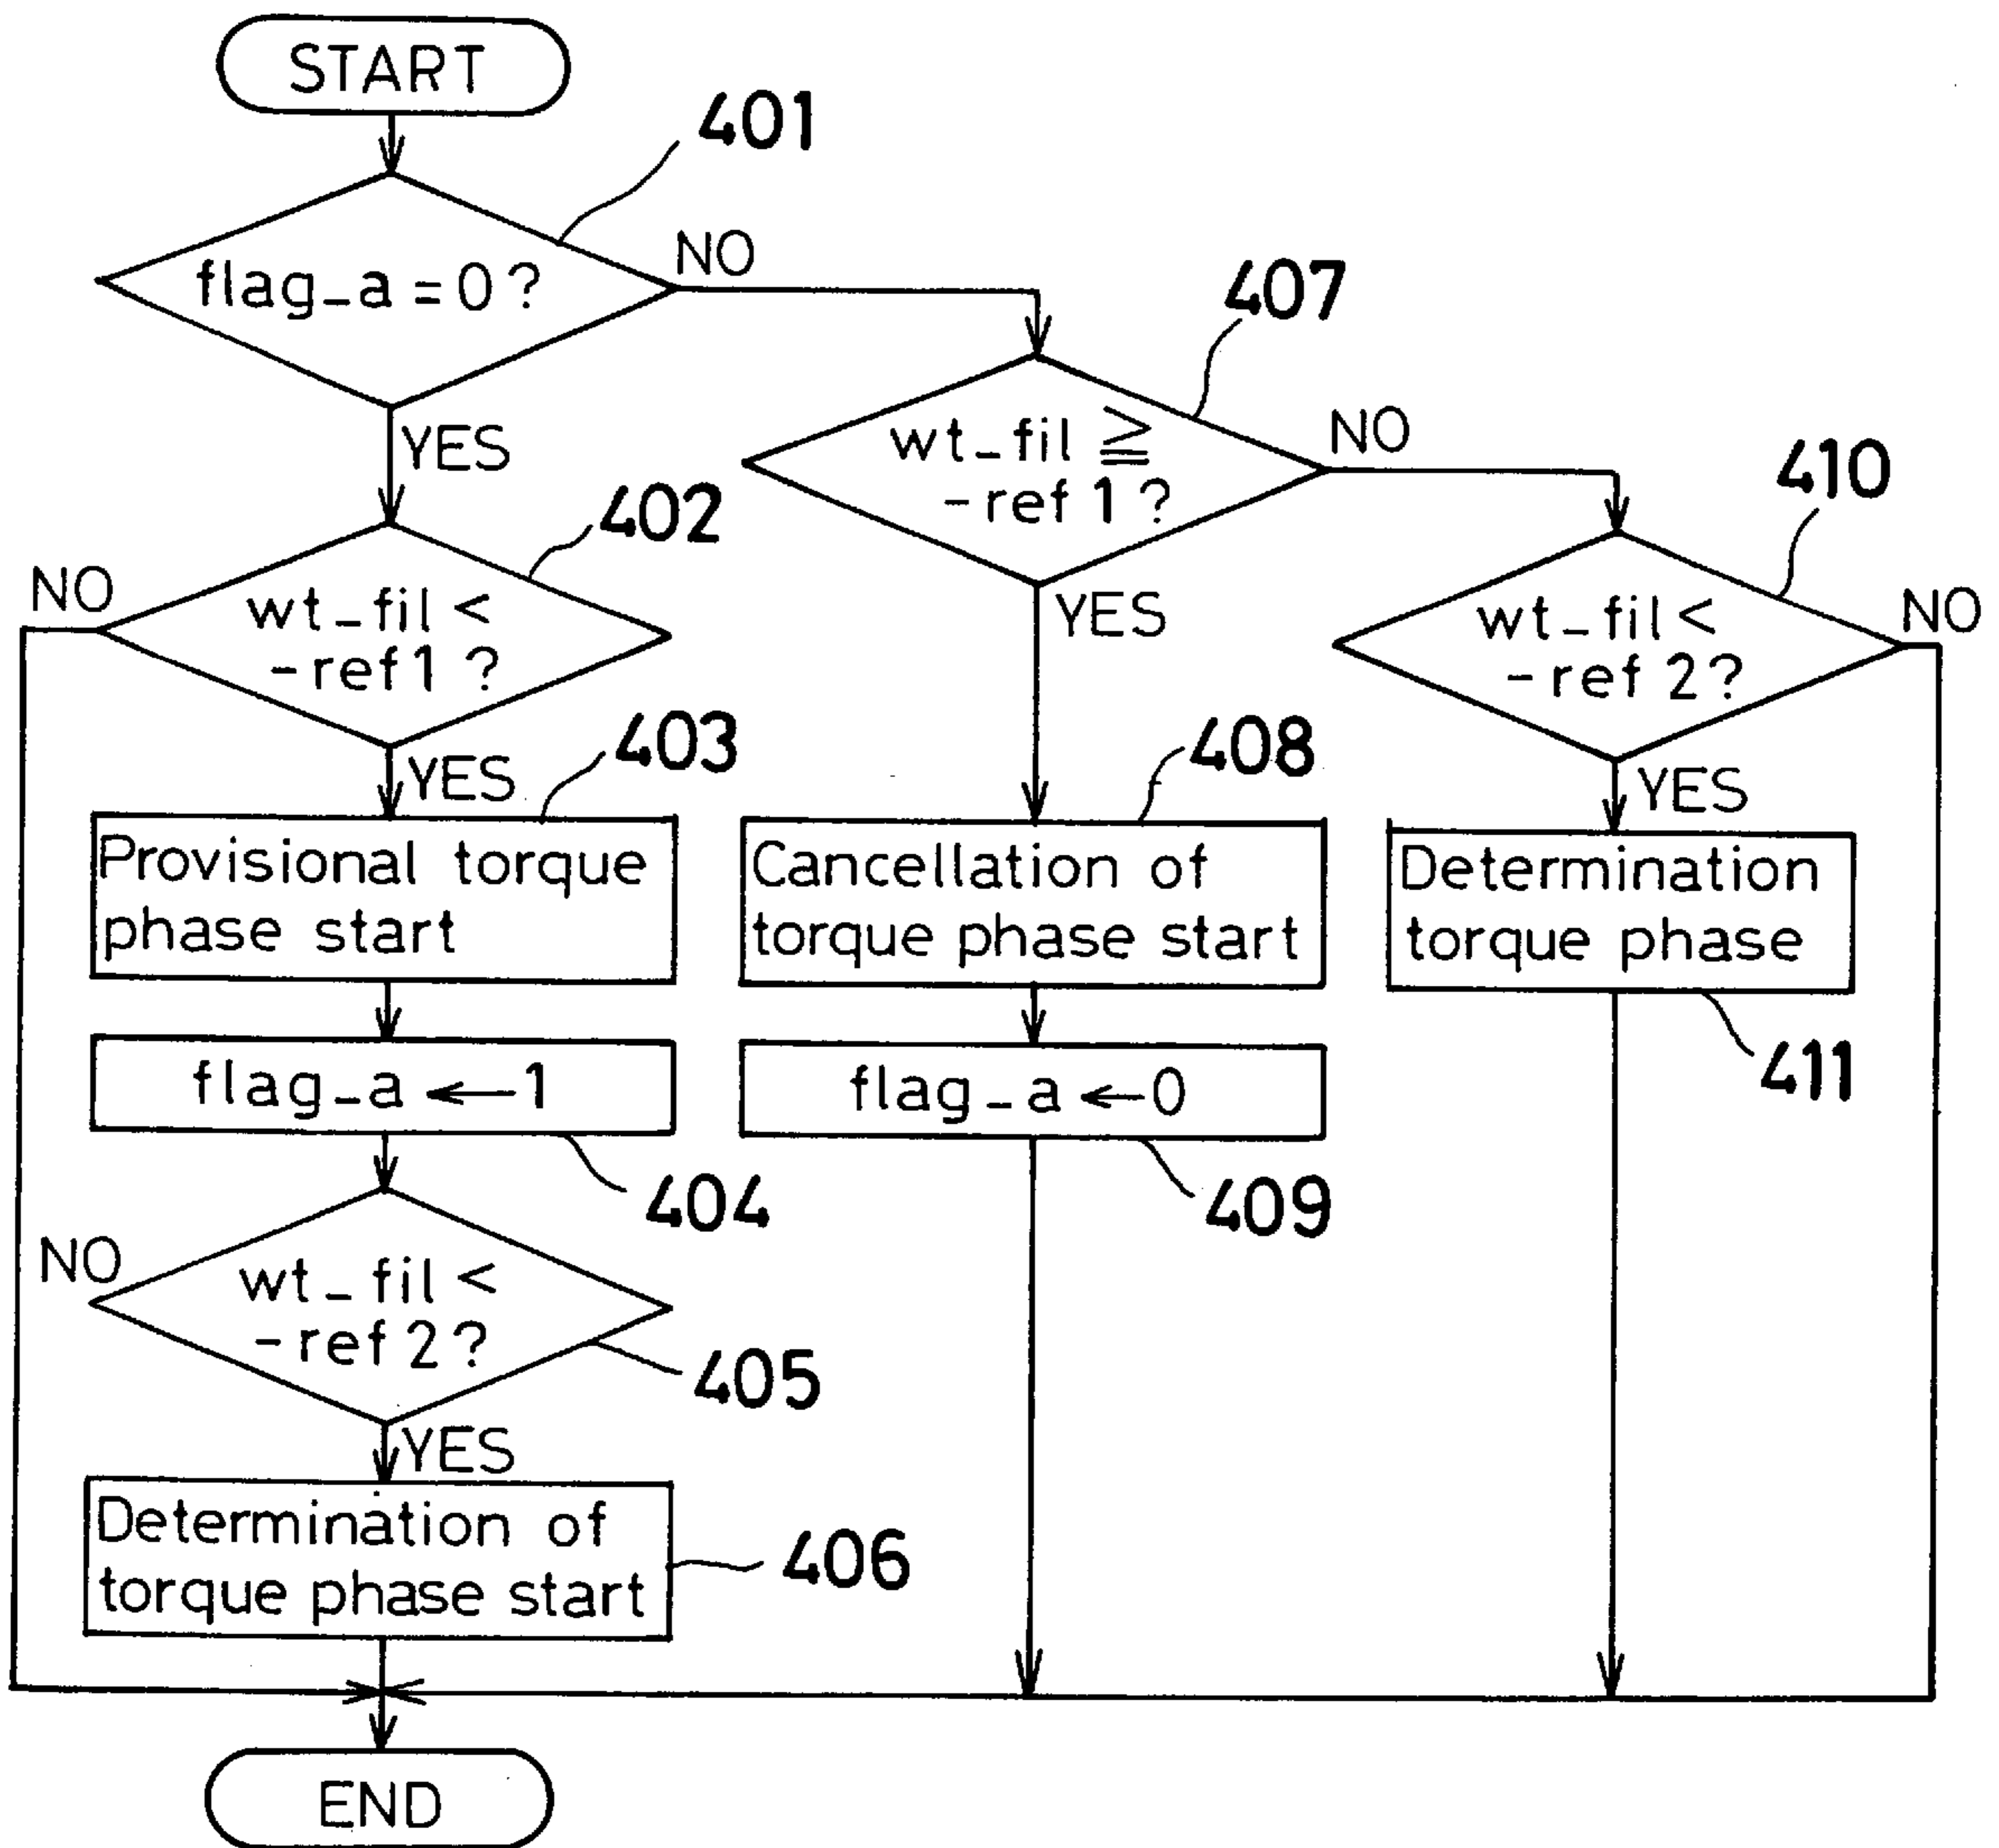 START
401
flag_a = 0 ?
NO
YES
407
wt_fil ≧
-ref 1 ?
NO
YES
402
NO
wt_fil <
-ref 1 ?
YES
410
wt_fil <
-ref 2 ?
NO
YES
403
Provisional torque
phase start
408
Cancellation of
torque phase start
Determination
torque phase
411
flag_a ← 1
404
flag_a ← 0
409
NO
wt_fil <
-ref 2 ?
405
YES
Determination of
torque phase start
406
END